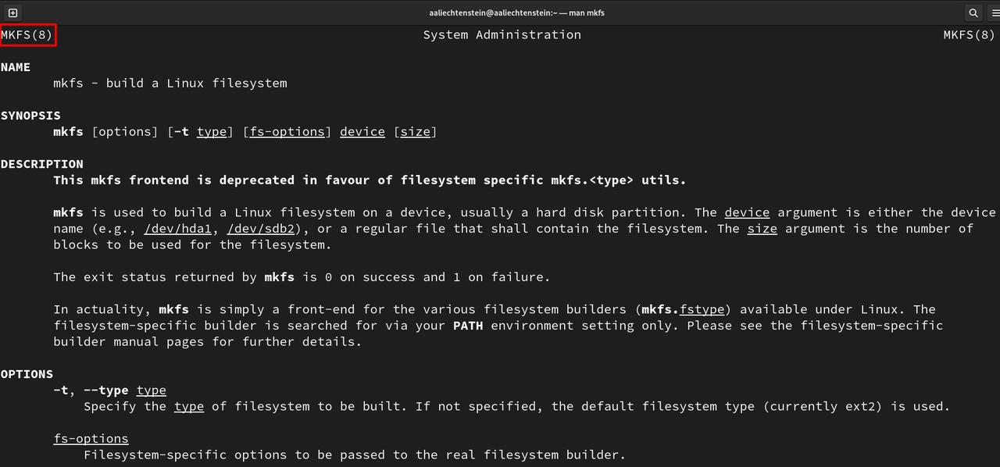 aaliechtenstein@aaliechtenstein:~ — man mkfs
MKFS(8) System Administration MKFS(8)
NAME
mkfs - build a Linux filesystem
SYNOPSIS
mkfs [options] [-t type] [fs-options] device [size]
DESCRIPTION
This mkfs frontend is deprecated in favour of filesystem specific mkfs.<type> utils.
mkfs is used to build a Linux filesystem on a device, usually a hard disk partition. The device argument is either the device
name (e.g., /dev/hda1, /dev/sdb2), or a regular file that shall contain the filesystem. The size argument is the number of
blocks to be used for the filesystem.
The exit status returned by mkfs is 0 on success and 1 on failure.
In actuality, mkfs is simply a front-end for the various filesystem builders (mkfs.fstype) available under Linux. The
filesystem-specific builder is searched for via your PATH environment setting only. Please see the filesystem-specific
builder manual pages for further details.
OPTIONS
-t, --type type
Specify the type of filesystem to be built. If not specified, the default filesystem type (currently ext2) is used.
fs-options
Filesystem-specific options to be passed to the real filesystem builder.